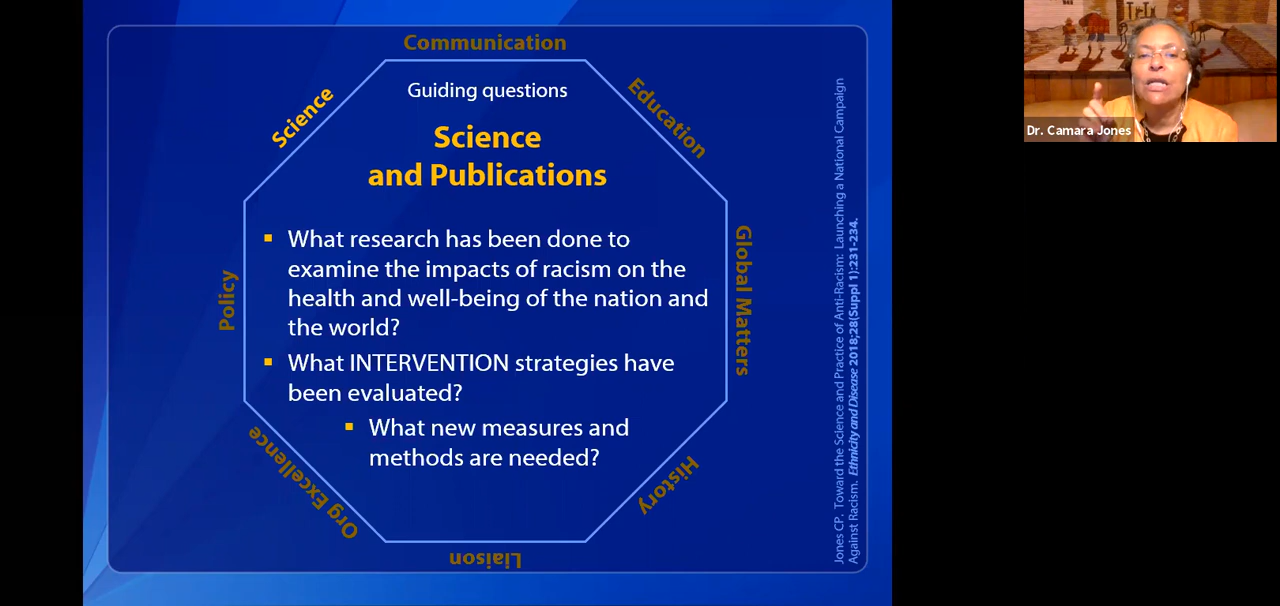 Communication
Science
Education
Guiding questions
Science
and Publications
▪ What research has been done to
examine the impacts of racism on the
health and well-being of the nation and
the world?
▪ What INTERVENTION strategies have
been evaluated?
▪ What new measures and
methods are needed?
Policy
Global Matters
Org Excellence
History
Liaison
Jones CP. Toward the Science and Practice of Anti-Racism: Launching a National Campaign
Against Racism. Ethnicity and Disease 2018;28(Suppl 1):231-234.
Dr. Camara Jones